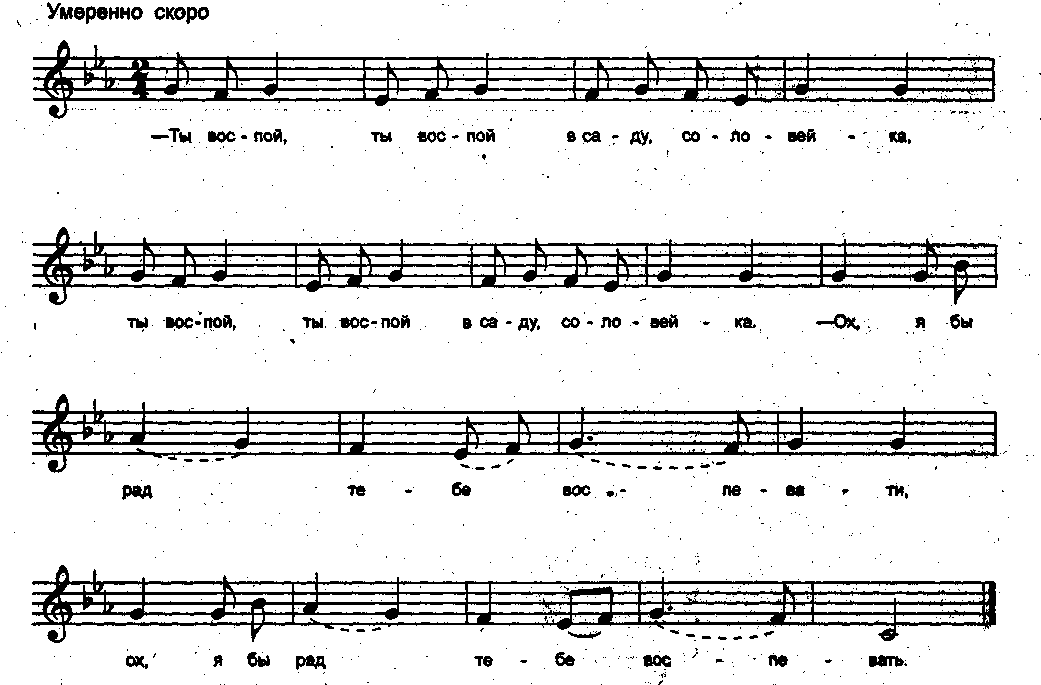 Умеренно скоро
—Ты вос - пой, ты вос - пой в са - ду, со - ло - вей - ка,
ты вос - пой, ты вос - пой в са - ду, со - ло - вей - ка. —Ох, я бы
рад те - бе вос - пе - ва - ти,
ох, я бы рад те - бе вос - пе - вать.